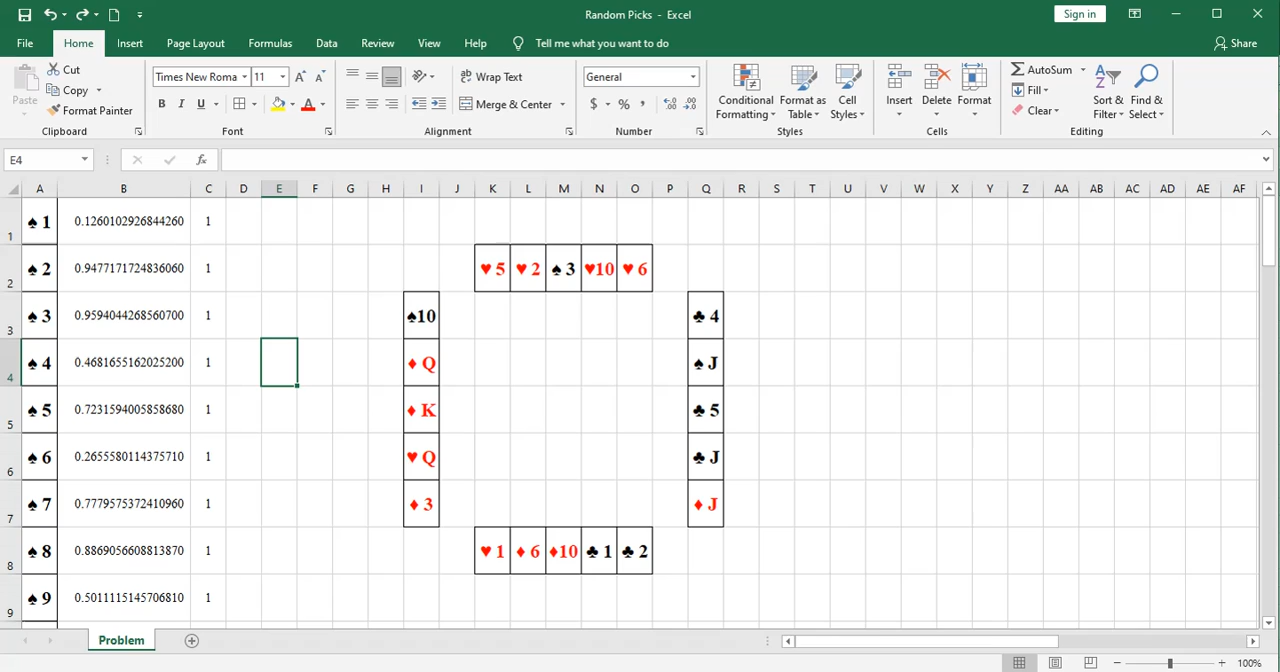 Random Picks - Excel
Sign in
File Home Insert Page Layout Formulas Data Review View Help Tell me what you want to do Share
Paste
Cut
Copy
Format Painter
Clipboard
Times New Roma 11 A A
B I U A
Font
Wrap Text
Merge & Center
Alignment
General
$ % , .00
Number
Conditional Formatting
Format as Table
Cell Styles
Styles
Insert Delete Format
Cells
AutoSum
Fill
Clear
Sort & Filter
Find & Select
Editing
E4 fx
A B C D E F G H I J K L M N O P Q R S T U V W X Y Z AA AB AC AD AE AF
1 ♠ 1 0.1260102926844260 1
2 ♠ 2 0.9477171724836060 1 ♥ 5 ♥ 2 ♠ 3 ♥10 ♥ 6
3 ♠ 3 0.9594044268560700 1 ♠10 ♣ 4
4 ♠ 4 0.4681655162025200 1 ♦ Q ♠ J
5 ♠ 5 0.7231594005858680 1 ♦ K ♣ 5
6 ♠ 6 0.2655580114375710 1 ♥ Q ♣ J
7 ♠ 7 0.7779575372410960 1 ♦ 3 ♦ J
8 ♠ 8 0.8869056608813870 1 ♥ 1 ♦ 6 ♦10 ♣ 1 ♣ 2
9 ♠ 9 0.5011115145706810 1
Problem
100%